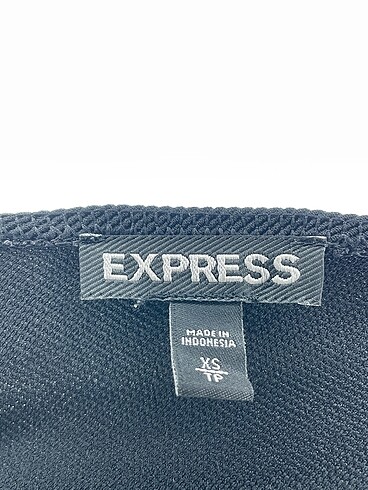 EXPRESS
MADE IN
INDONESIA
XS
TP